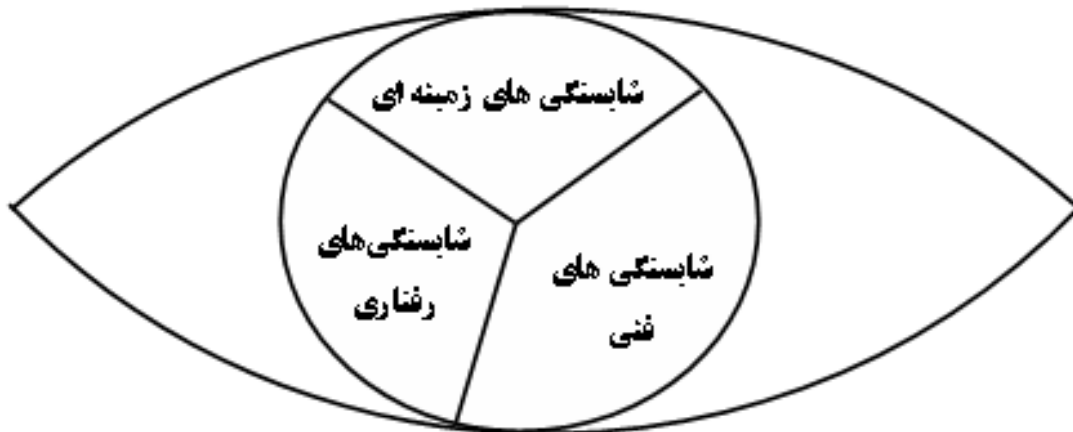 شایستگی های زمینه ای
شایستگی های
فنی
شایستگی‌های
رفتاری